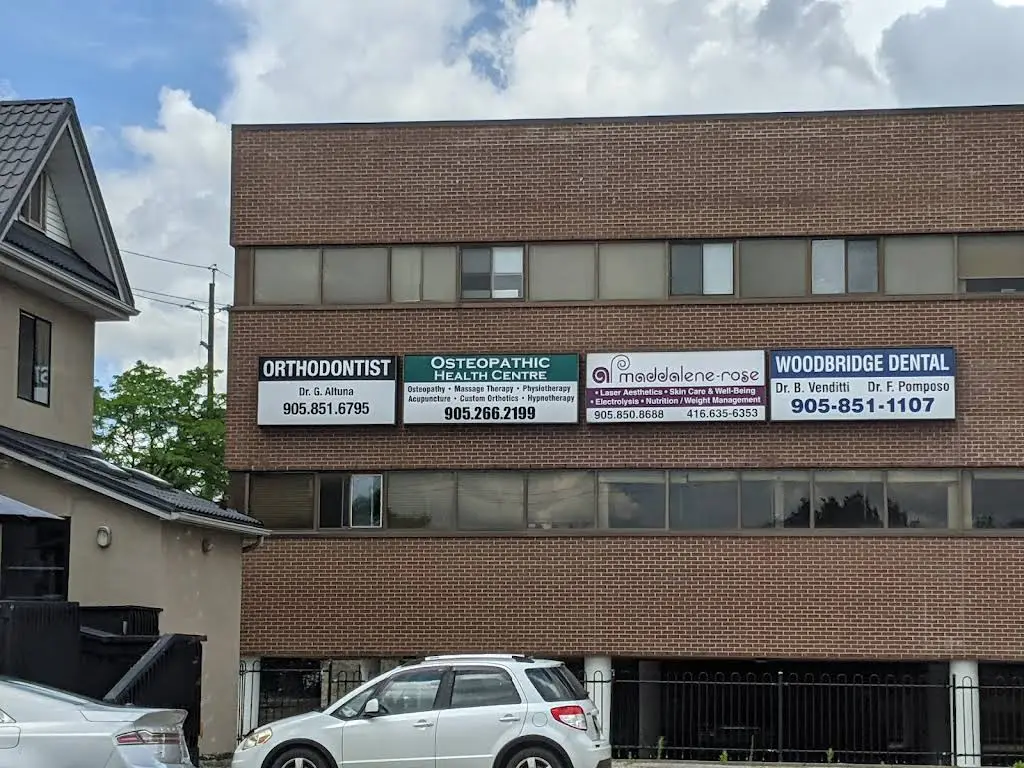 ORTHODONTIST
Dr. G. Altuna
905.851.6795
OSTEOPATHIC
HEALTH CENTRE
Osteopathy • Massage Therapy • Physiotherapy
Acupuncture • Custom Orthotics • Hypnotherapy
905.266.2199
maddalene-rose
• Laser Aesthetics • Skin Care & Well-Being
• Electrolysis • Nutrition / Weight Management
905.850.8688 416.635-6353
WOODBRIDGE DENTAL
Dr. B. Venditti Dr. F. Pomposo
905-851-1107